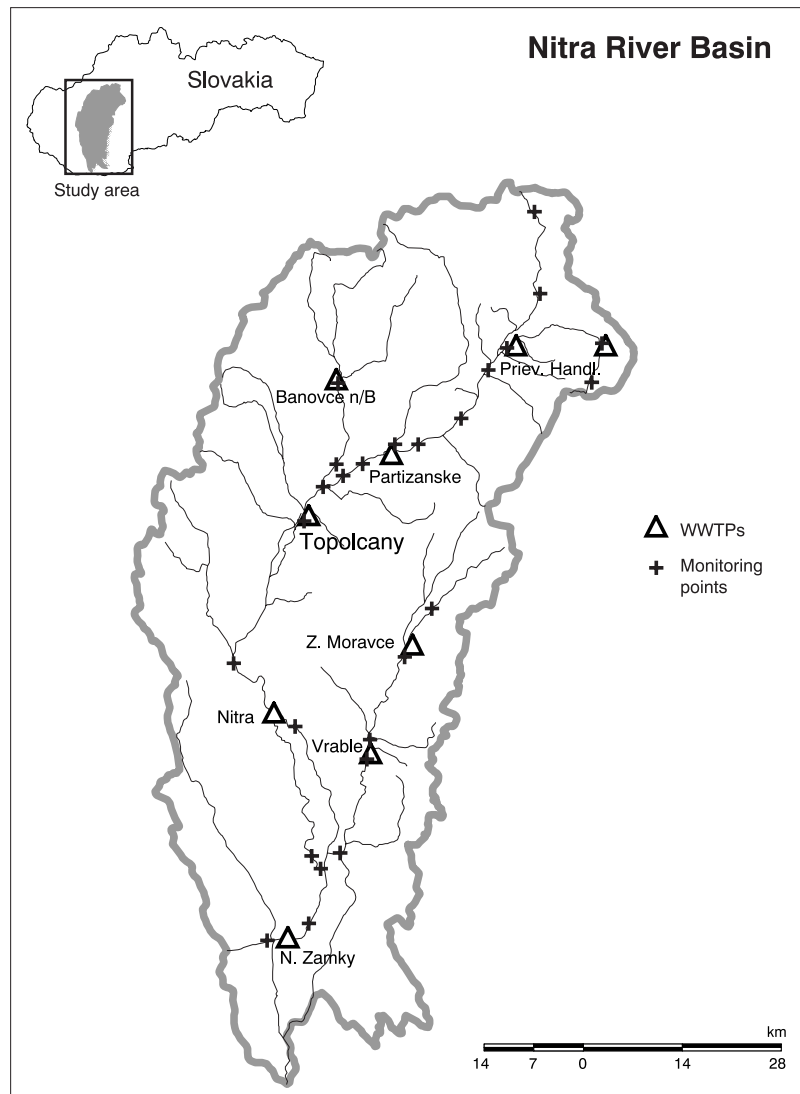 Nitra River Basin
Slovakia
Study area
Priev. Handl.
Banovce n/B
Partizanske
Topolcany
WWTPs
Monitoring
points
Z. Moravce
Nitra
Vrable
N. Zamky
km
14 7 0 14 28